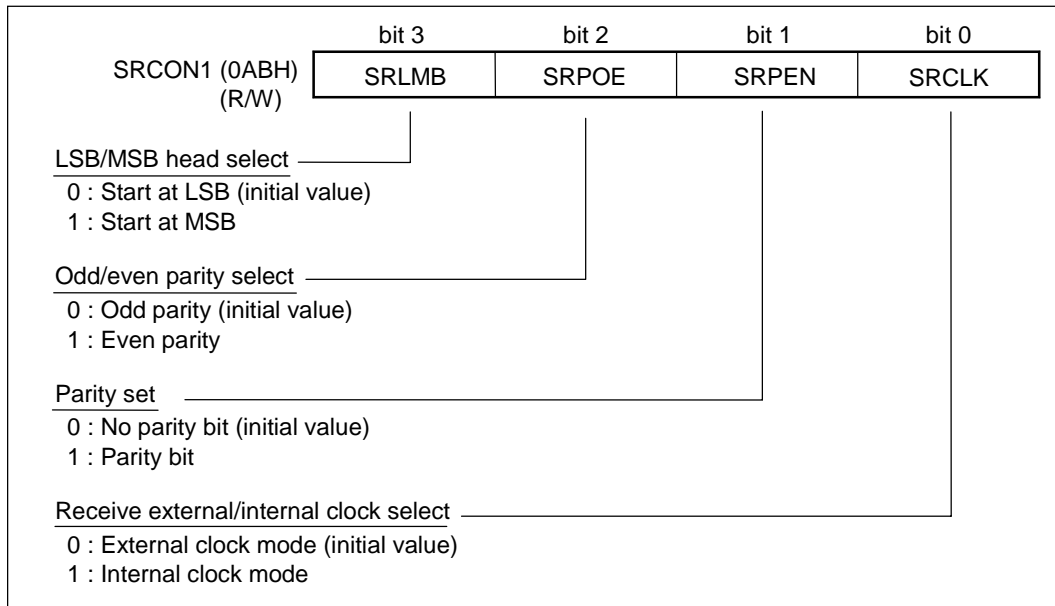 bit 3 bit 2 bit 1 bit 0
SRCON1 (0ABH) SRLMB SRPOE SRPEN SRCLK
(R/W)
LSB/MSB head select
0 : Start at LSB (initial value)
1 : Start at MSB
Odd/even parity select
0 : Odd parity (initial value)
1 : Even parity
Parity set
0 : No parity bit (initial value)
1 : Parity bit
Receive external/internal clock select
0 : External clock mode (initial value)
1 : Internal clock mode